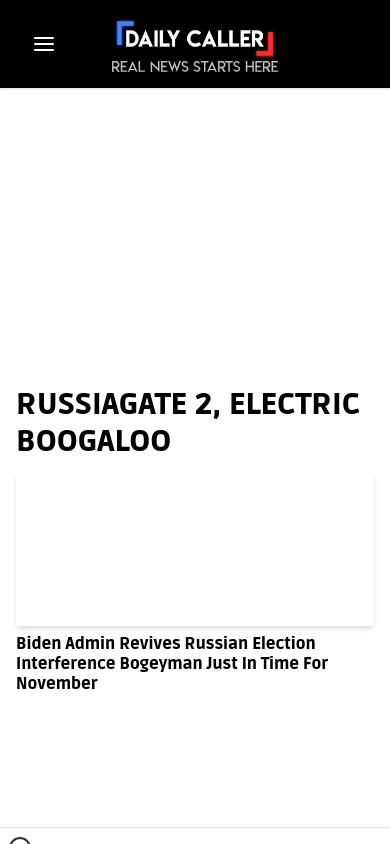 DAILY CALLER
REAL NEWS STARTS HERE
RUSSIAGATE 2, ELECTRIC
BOOGALOO
Biden Admin Revives Russian Election
Interference Bogeyman Just In Time For
November